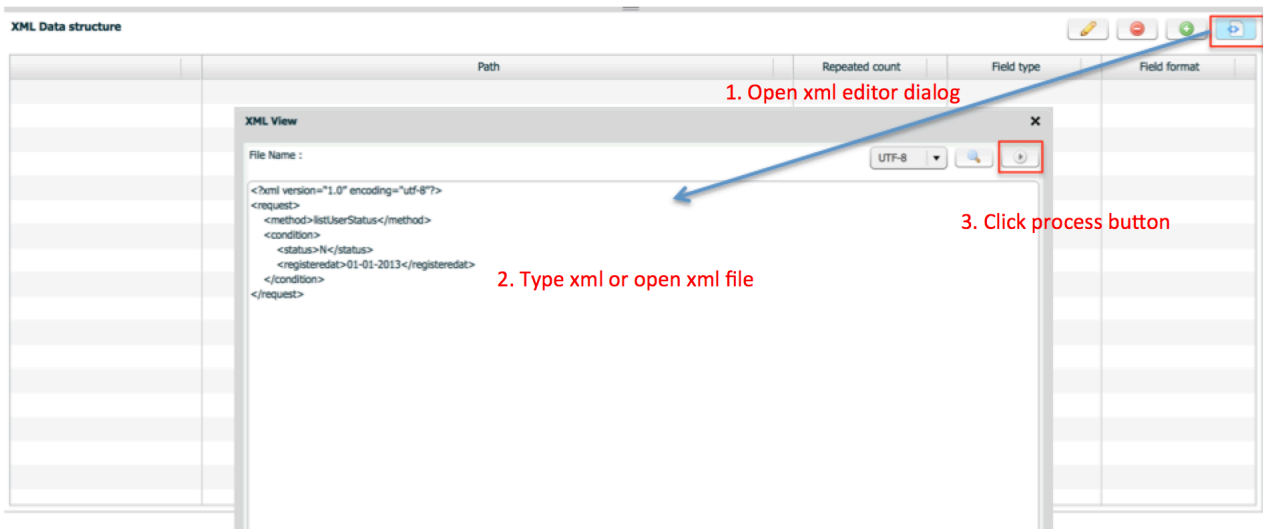 XML Data structure
Path
Repeated count
Field type
Field format
1. Open xml editor dialog
XML View
File Name :
UTF-8
<?xml version="1.0" encoding="utf-8"?>
<request>
<method>listUserStatus</method>
<condition>
<status>N</status>
<registeredat>01-01-2013</registeredat>
</condition>
</request>
3. Click process button
2. Type xml or open xml file